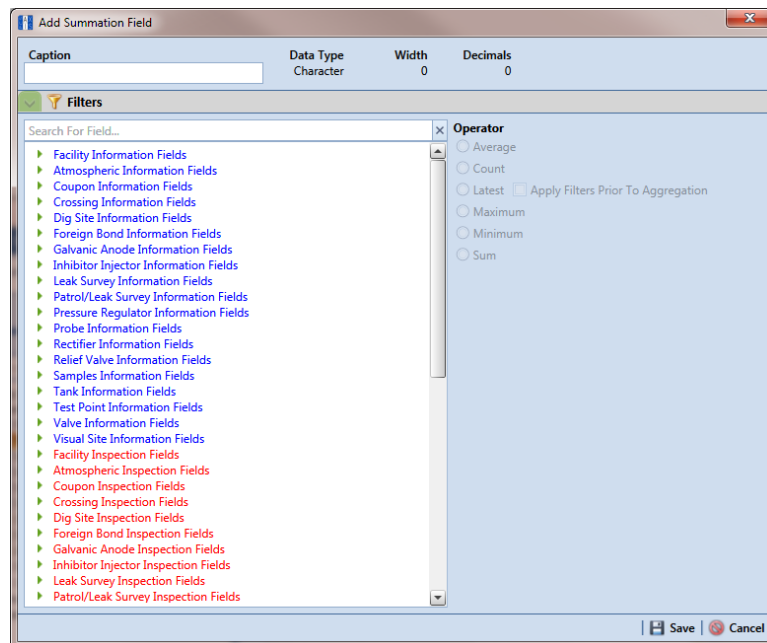 Add Summation Field
Caption Data Type Width Decimals
Character 0 0
Filters
Search For Field...
Facility Information Fields
Atmospheric Information Fields
Coupon Information Fields
Crossing Information Fields
Dig Site Information Fields
Foreign Bond Information Fields
Galvanic Anode Information Fields
Inhibitor Injector Information Fields
Leak Survey Information Fields
Patrol/Leak Survey Information Fields
Pressure Regulator Information Fields
Probe Information Fields
Rectifier Information Fields
Relief Valve Information Fields
Samples Information Fields
Tank Information Fields
Test Point Information Fields
Valve Information Fields
Visual Site Information Fields
Facility Inspection Fields
Atmospheric Inspection Fields
Coupon Inspection Fields
Crossing Inspection Fields
Dig Site Inspection Fields
Foreign Bond Inspection Fields
Galvanic Anode Inspection Fields
Inhibitor Injector Inspection Fields
Leak Survey Inspection Fields
Patrol/Leak Survey Inspection Fields
Operator
Average
Count
Latest Apply Filters Prior To Aggregation
Maximum
Minimum
Sum
Save Cancel